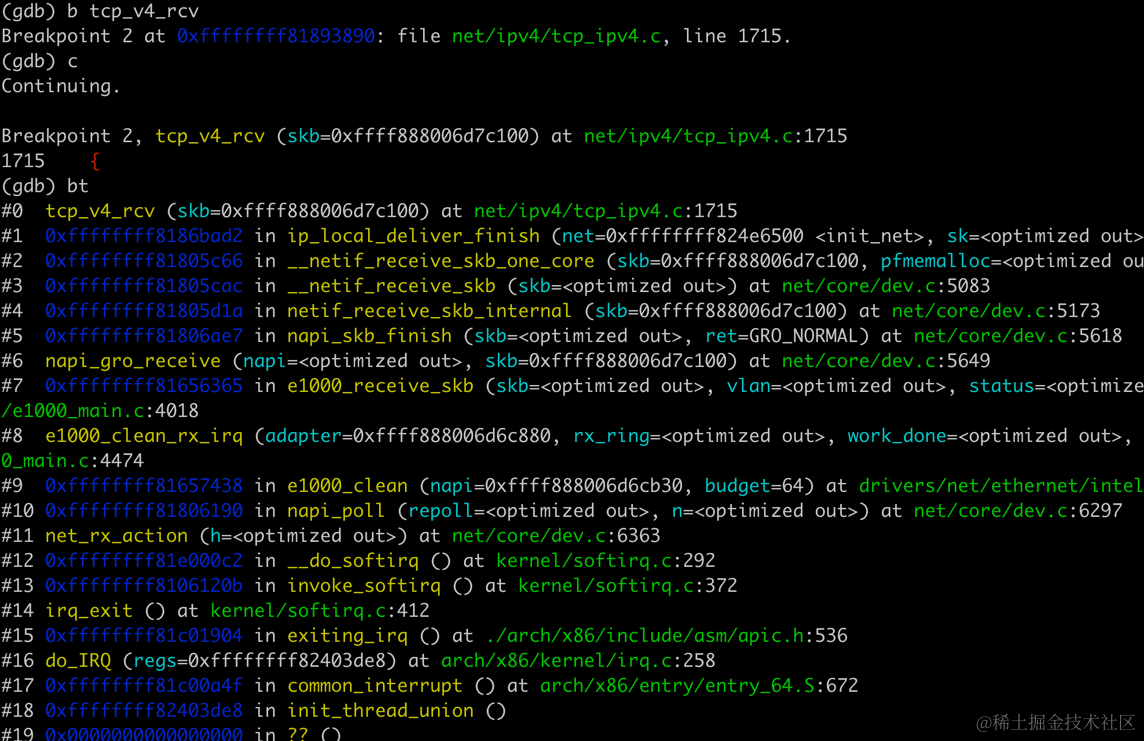 (gdb) b tcp_v4_rcv
Breakpoint 2 at 0xffffffff81893890: file net/ipv4/tcp_ipv4.c, line 1715.
(gdb) c
Continuing.
Breakpoint 2, tcp_v4_rcv (skb=0xffff888006d7c100) at net/ipv4/tcp_ipv4.c:1715
1715    {
(gdb) bt
#0  tcp_v4_rcv (skb=0xffff888006d7c100) at net/ipv4/tcp_ipv4.c:1715
#1  0xffffffff8186bad2 in ip_local_deliver_finish (net=0xffffffff824e6500 <init_net>, sk=<optimized out>
#2  0xffffffff81805c66 in __netif_receive_skb_one_core (skb=0xffff888006d7c100, pfmemalloc=<optimized ou
#3  0xffffffff81805cac in __netif_receive_skb (skb=<optimized out>) at net/core/dev.c:5083
#4  0xffffffff81805d1a in netif_receive_skb_internal (skb=0xffff888006d7c100) at net/core/dev.c:5173
#5  0xffffffff81806ae7 in napi_skb_finish (skb=<optimized out>, ret=GRO_NORMAL) at net/core/dev.c:5618
#6  napi_gro_receive (napi=<optimized out>, skb=0xffff888006d7c100) at net/core/dev.c:5649
#7  0xffffffff81656365 in e1000_receive_skb (skb=<optimized out>, vlan=<optimized out>, status=<optimize
/e1000_main.c:4018
#8  e1000_clean_rx_irq (adapter=0xffff888006d6c880, rx_ring=<optimized out>, work_done=<optimized out>,
0_main.c:4474
#9  0xffffffff81657438 in e1000_clean (napi=0xffff888006d6cb30, budget=64) at drivers/net/ethernet/intel
#10 0xffffffff81806190 in napi_poll (repoll=<optimized out>, n=<optimized out>) at net/core/dev.c:6297
#11 net_rx_action (h=<optimized out>) at net/core/dev.c:6363
#12 0xffffffff81e000c2 in __do_softirq () at kernel/softirq.c:292
#13 0xffffffff8106120b in invoke_softirq () at kernel/softirq.c:372
#14 irq_exit () at kernel/softirq.c:412
#15 0xffffffff81c01904 in exiting_irq () at ./arch/x86/include/asm/apic.h:536
#16 do_IRQ (regs=0xffffffff82403de8) at arch/x86/kernel/irq.c:258
#17 0xffffffff81c00a4f in common_interrupt () at arch/x86/entry/entry_64.S:672
#18 0xffffffff82403de8 in init_thread_union ()
#19 0x0000000000000000 in ?? ()
@稀土掘金技术社区